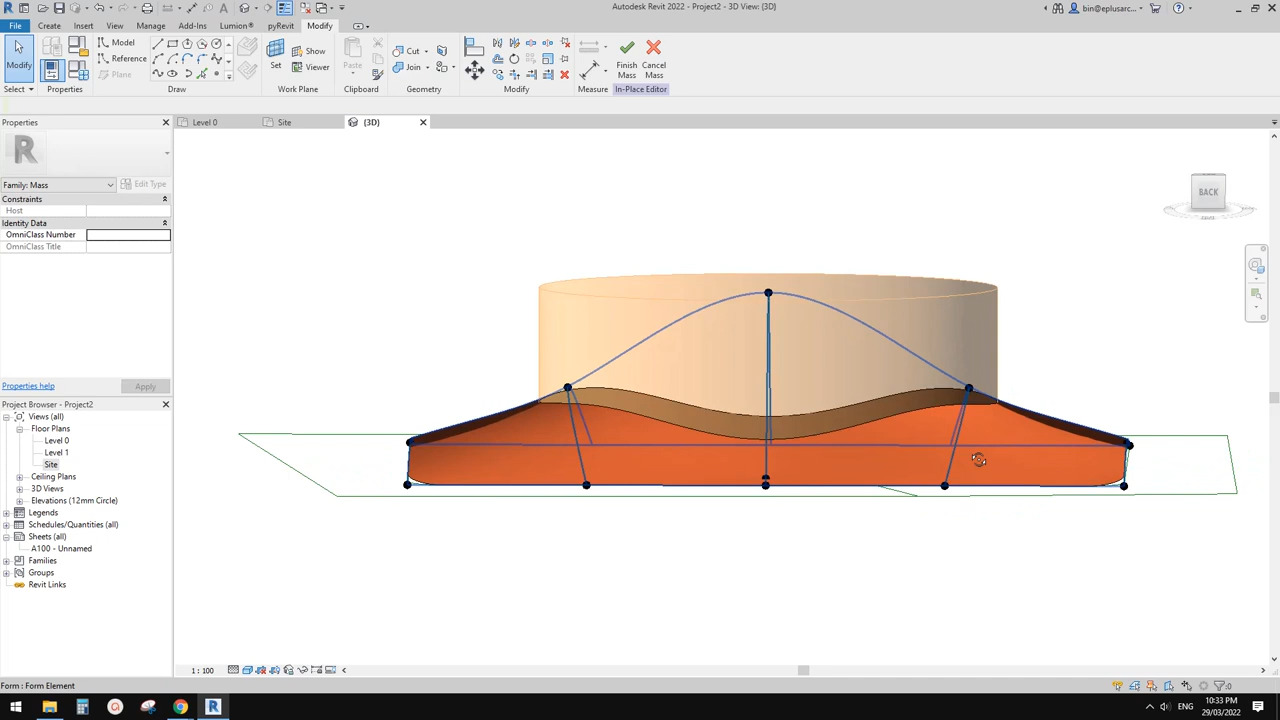 Autodesk Revit 2022 - 3D View: {3D}
bin@eplusarc...
File
Create
Insert
View
Manage
Add-Ins
Lumion®
pyRevit
Modify
Modify
Model
Reference
Plane
Set
Show
Viewer
Paste
Cut
Join
Finish
Mass
Cancel
Mass
Select
Properties
Draw
Work Plane
Clipboard
Geometry
Modify
Measure
In-Place Editor
Properties
Level 0
Site
{3D}
Family: Mass
Edit Type
Constraints
Host
Identity Data
OmniClass Number
OmniClass Title
Properties help
Apply
Project Browser - Project2
Views (all)
Floor Plans
Level 0
Level 1
Site
Ceiling Plans
3D Views
Elevations (12mm Circle)
Legends
Schedules/Quantities (all)
Sheets (all)
A100 - Unnamed
Families
Groups
Revit Links
BACK
1 : 100
Form : Form Element
:0
ENG
10:33 PM
29/03/2022